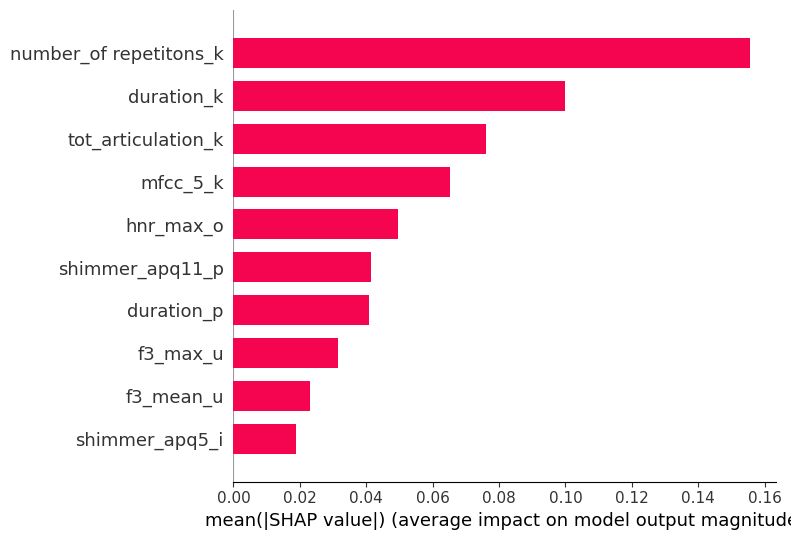 number_of repetitons_k
duration_k
tot_articulation_k
mfcc_5_k
hnr_max_o
shimmer_apq11_p
duration_p
f3_max_u
f3_mean_u
shimmer_apq5_i
0.00 0.02 0.04 0.06 0.08 0.10 0.12 0.14 0.16
mean(|SHAP value|) (average impact on model output magnitude